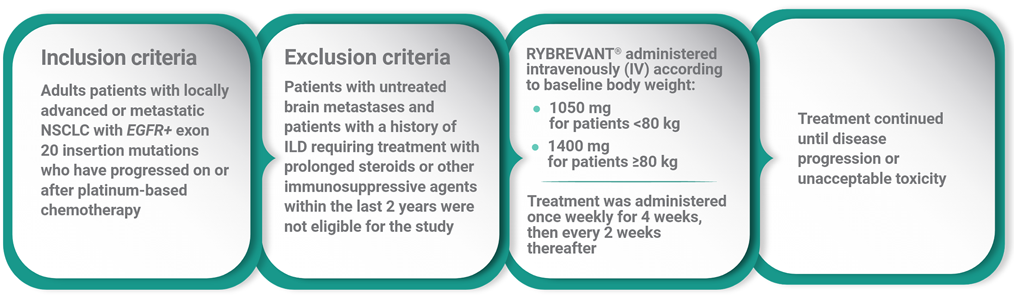 Inclusion criteria
Adults patients with locally
advanced or metastatic
NSCLC with EGFR+ exon
20 insertion mutations
who have progressed on or
after platinum-based
chemotherapy
Exclusion criteria
Patients with untreated
brain metastases and
patients with a history of
ILD requiring treatment with
prolonged steroids or other
immunosuppressive agents
within the last 2 years were
not eligible for the study
RYBREVANT® administered
intravenously (IV) according
to baseline body weight:
• 1050 mg
for patients <80 kg
• 1400 mg
for patients ≥80 kg
Treatment was administered
once weekly for 4 weeks,
then every 2 weeks
thereafter
Treatment continued
until disease
progression or
unacceptable toxicity